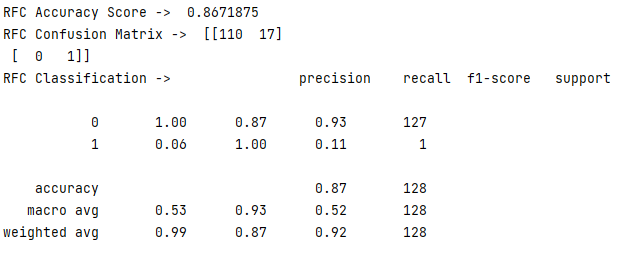 RFC Accuracy Score ->  0.8671875
RFC Confusion Matrix ->  [[110  17]
 [  0   1]]
RFC Classification ->                precision    recall  f1-score   support
           0       1.00      0.87      0.93       127
           1       0.06      1.00      0.11         1
    accuracy                           0.87       128
   macro avg       0.53      0.93      0.52       128
weighted avg       0.99      0.87      0.92       128